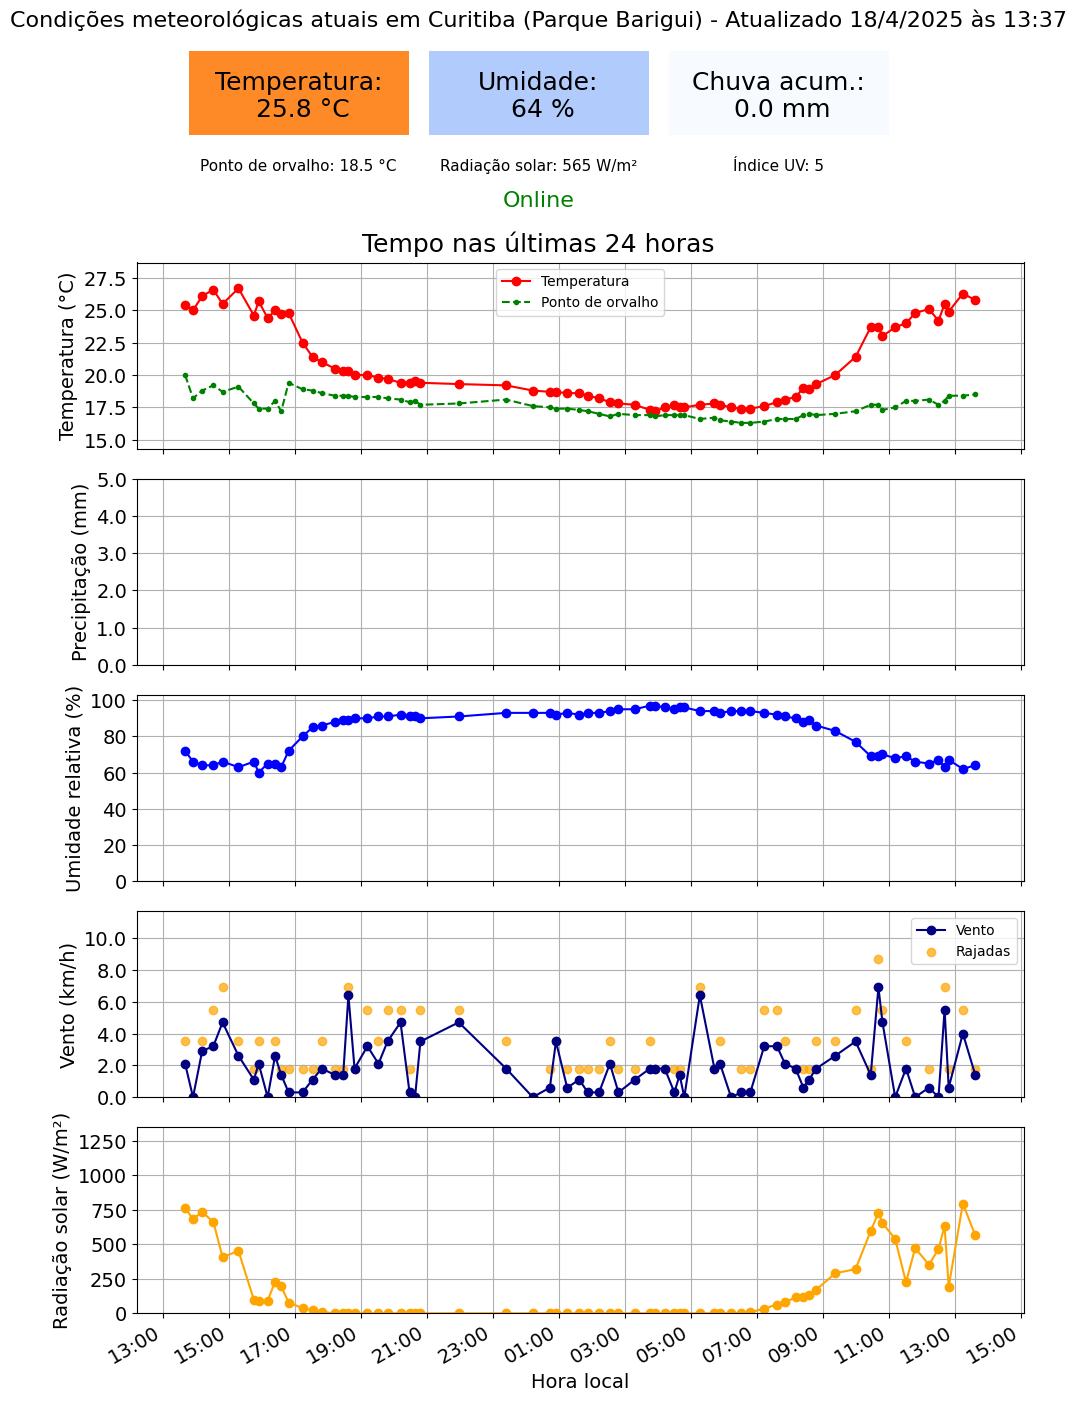 Condições meteorológicas atuais em Curitiba (Parque Barigui) - Atualizado 18/4/2025 às 13:37
Temperatura:
25.8 °C
Umidade:
64 %
Chuva acum.:
0.0 mm
Ponto de orvalho: 18.5 °C
Radiação solar: 565 W/m²
Índice UV: 5
Online
Tempo nas últimas 24 horas
Temperatura (°C)
27.5
25.0
22.5
20.0
17.5
15.0
Temperatura
Ponto de orvalho
Precipitação (mm)
5.0
4.0
3.0
2.0
1.0
0.0
Umidade relativa (%)
100
80
60
40
20
0
Vento (km/h)
10.0
8.0
6.0
4.0
2.0
0.0
Vento
Rajadas
Radiação solar (W/m²)
1250
1000
750
500
250
0
13:00
15:00
17:00
19:00
21:00
23:00
01:00
03:00
05:00
07:00
09:00
11:00
13:00
15:00
Hora local